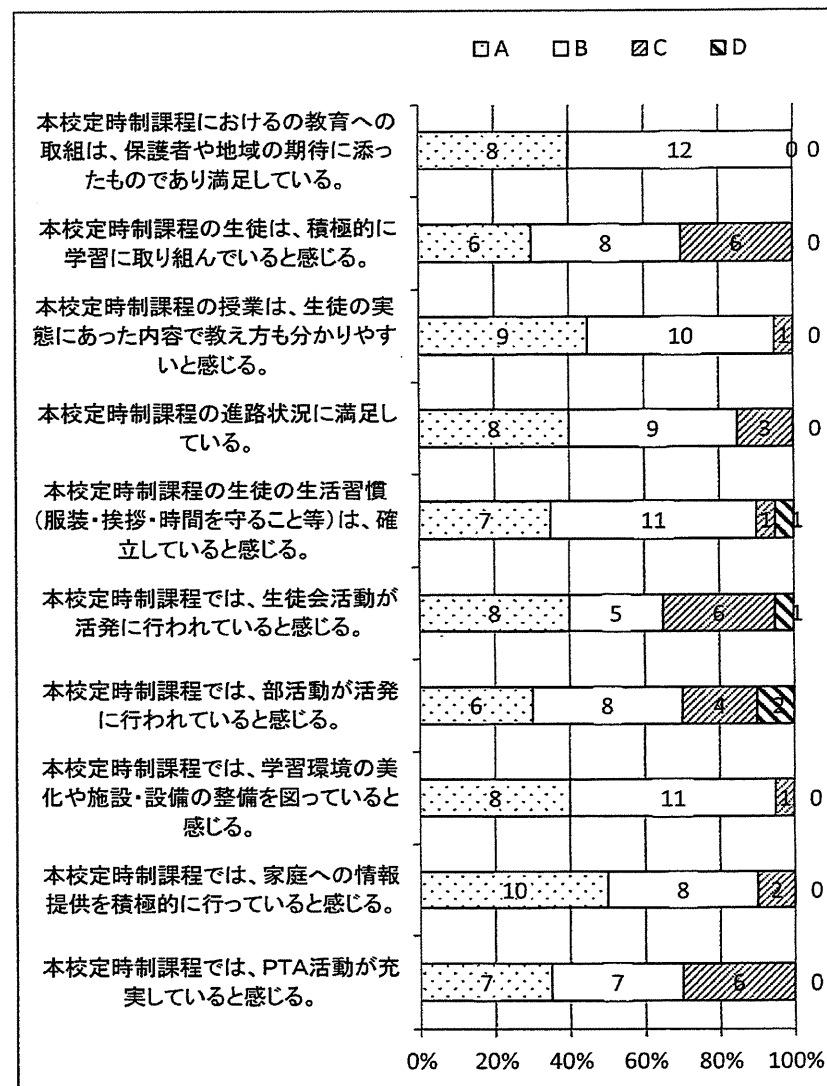 A B C D
本校定時制課程におけるの教育への
取組は、保護者や地域の期待に添っ
たものであり満足している。
8 12 0 0
本校定時制課程の生徒は、積極的に
学習に取り組んでいると感じる。
6 8 6 0
本校定時制課程の授業は、生徒の実
態にあった内容で教え方も分かりやす
いと感じる。
9 10 1 0
本校定時制課程の進路状況に満足し
ている。
8 9 3 0
本校定時制課程の生徒の生活習慣
(服装・挨拶・時間を守ること等)は、確
立していると感じる。
7 11 1 1
本校定時制課程では、生徒会活動が
活発に行われていると感じる。
8 5 6 1
本校定時制課程では、部活動が活発
に行われていると感じる。
6 8 4 2
本校定時制課程では、学習環境の美
化や施設・設備の整備を図っていると
感じる。
8 11 1 0
本校定時制課程では、家庭への情報
提供を積極的に行っていると感じる。
10 8 2 0
本校定時制課程では、PTA活動が充
実していると感じる。
7 7 6 0
0% 20% 40% 60% 80% 100%